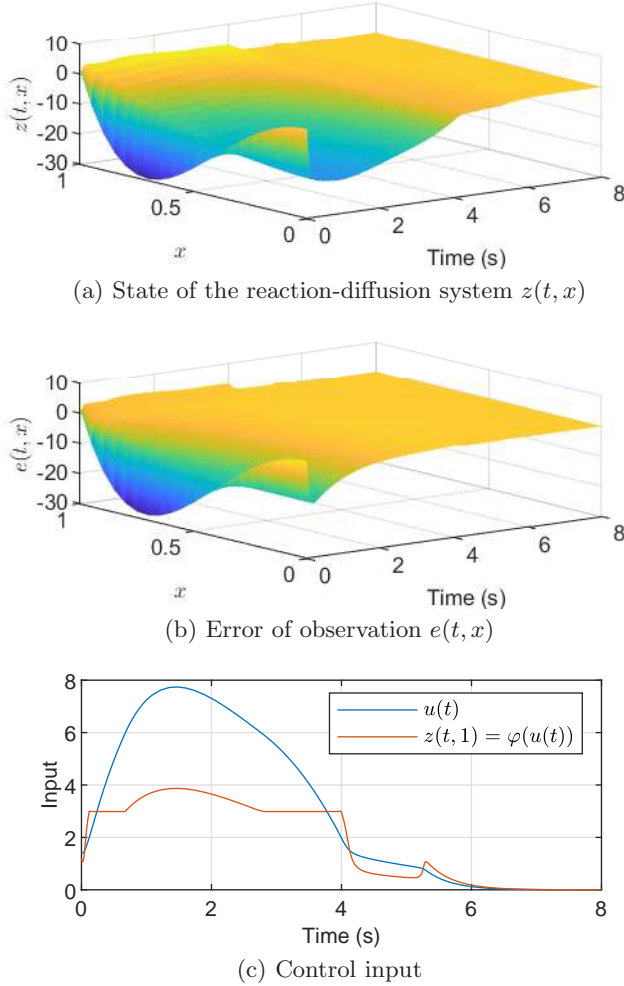 10
0
-10
-20
-30
z(t, x)
1
0.5
0
x
0
2
4
6
8
Time (s)
(a) State of the reaction-diffusion system z(t, x)
10
0
-10
-20
-30
e(t, x)
1
0.5
0
x
0
2
4
6
8
Time (s)
(b) Error of observation e(t, x)
8
6
4
2
0
Input
u(t)
z(t, 1) = φ(u(t))
0
2
4
6
8
Time (s)
(c) Control input